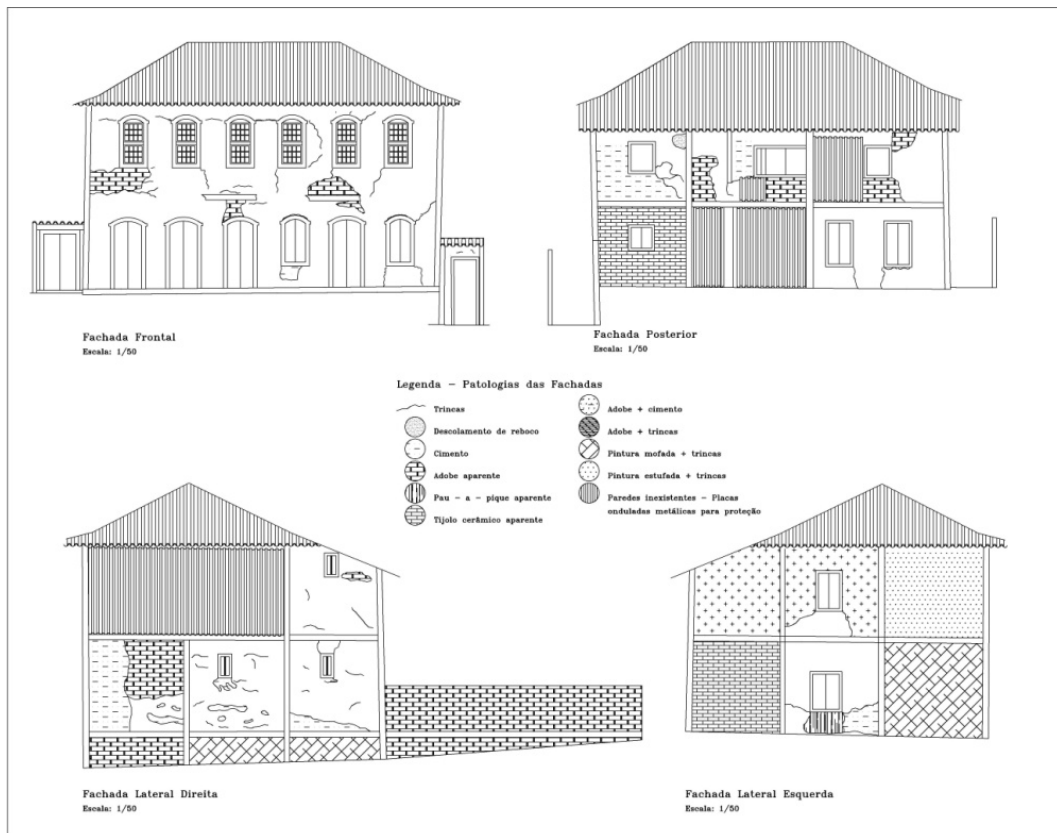 Fachada Frontal
Escala: 1/50
Fachada Posterior
Escala: 1/50
Legenda - Patologias das Fachadas
Trincas
Descolamento de reboco
Cimento
Adobe aparente
Pau - a - pique aparente
Tijolo cerâmico aparente
Adobe + cimento
Adobe + trincas
Pintura mofada + trincas
Pintura estufada + trincas
Paredes inexistentes - Placas
onduladas metálicas para proteção
Fachada Lateral Direita
Escala: 1/50
Fachada Lateral Esquerda
Escala: 1/50